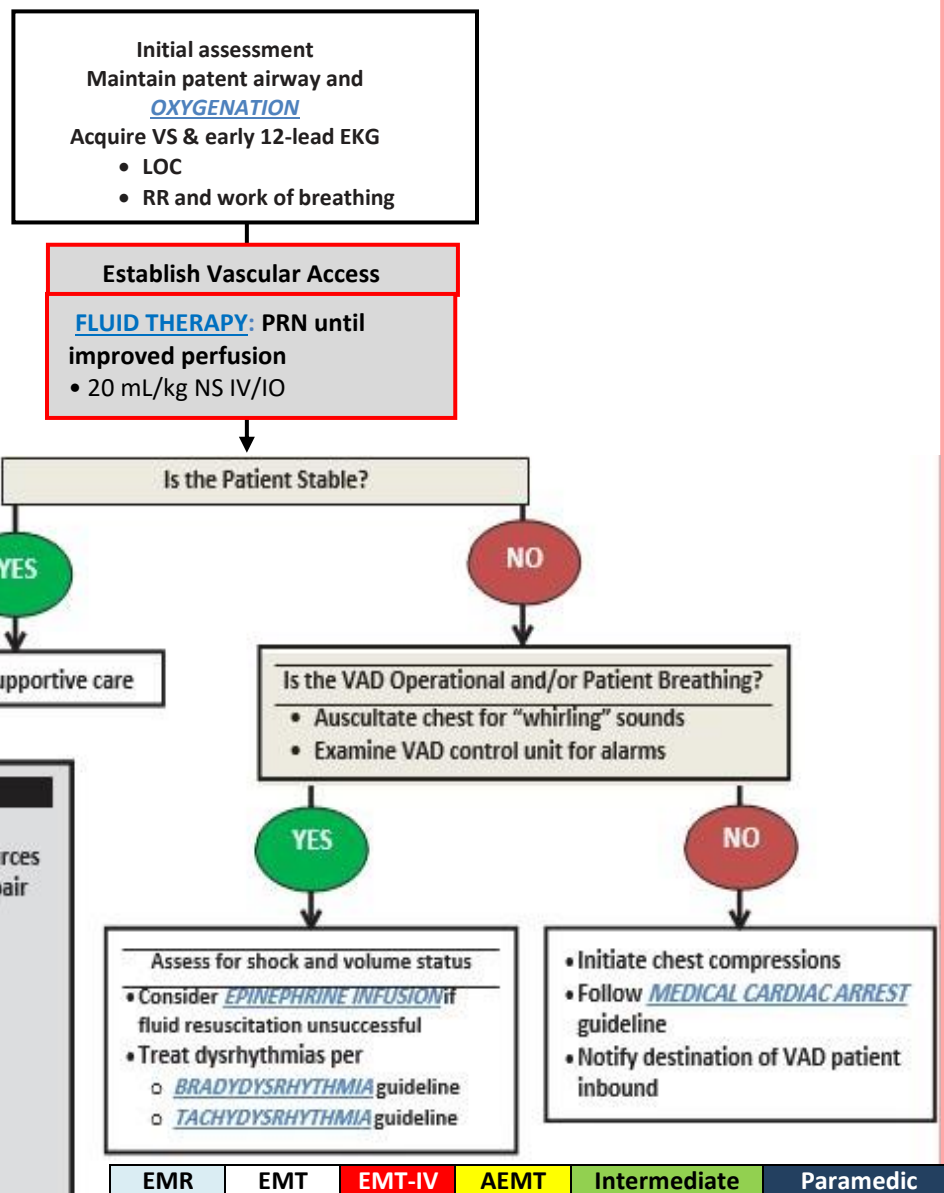 Initial assessment
Maintain patent airway and
OXYGENATION
Acquire VS & early 12-lead EKG
• LOC
• RR and work of breathing
Establish Vascular Access
FLUID THERAPY: PRN until
improved perfusion
• 20 mL/kg NS IV/IO
Is the Patient Stable?
YES
NO
upportive care
Is the VAD Operational and/or Patient Breathing?
• Auscultate chest for “whirling” sounds
• Examine VAD control unit for alarms
YES
NO
rces
pair
Assess for shock and volume status
• Consider EPINEPHRINE INFUSION if
fluid resuscitation unsuccessful
• Treat dysrhythmias per
o BRADYDYSRHYTHMIA guideline
o TACHYDYSRHYTHMIA guideline
• Initiate chest compressions
• Follow MEDICAL CARDIAC ARREST
guideline
• Notify destination of VAD patient
inbound
EMR EMT EMT-IV AEMT Intermediate Paramedic